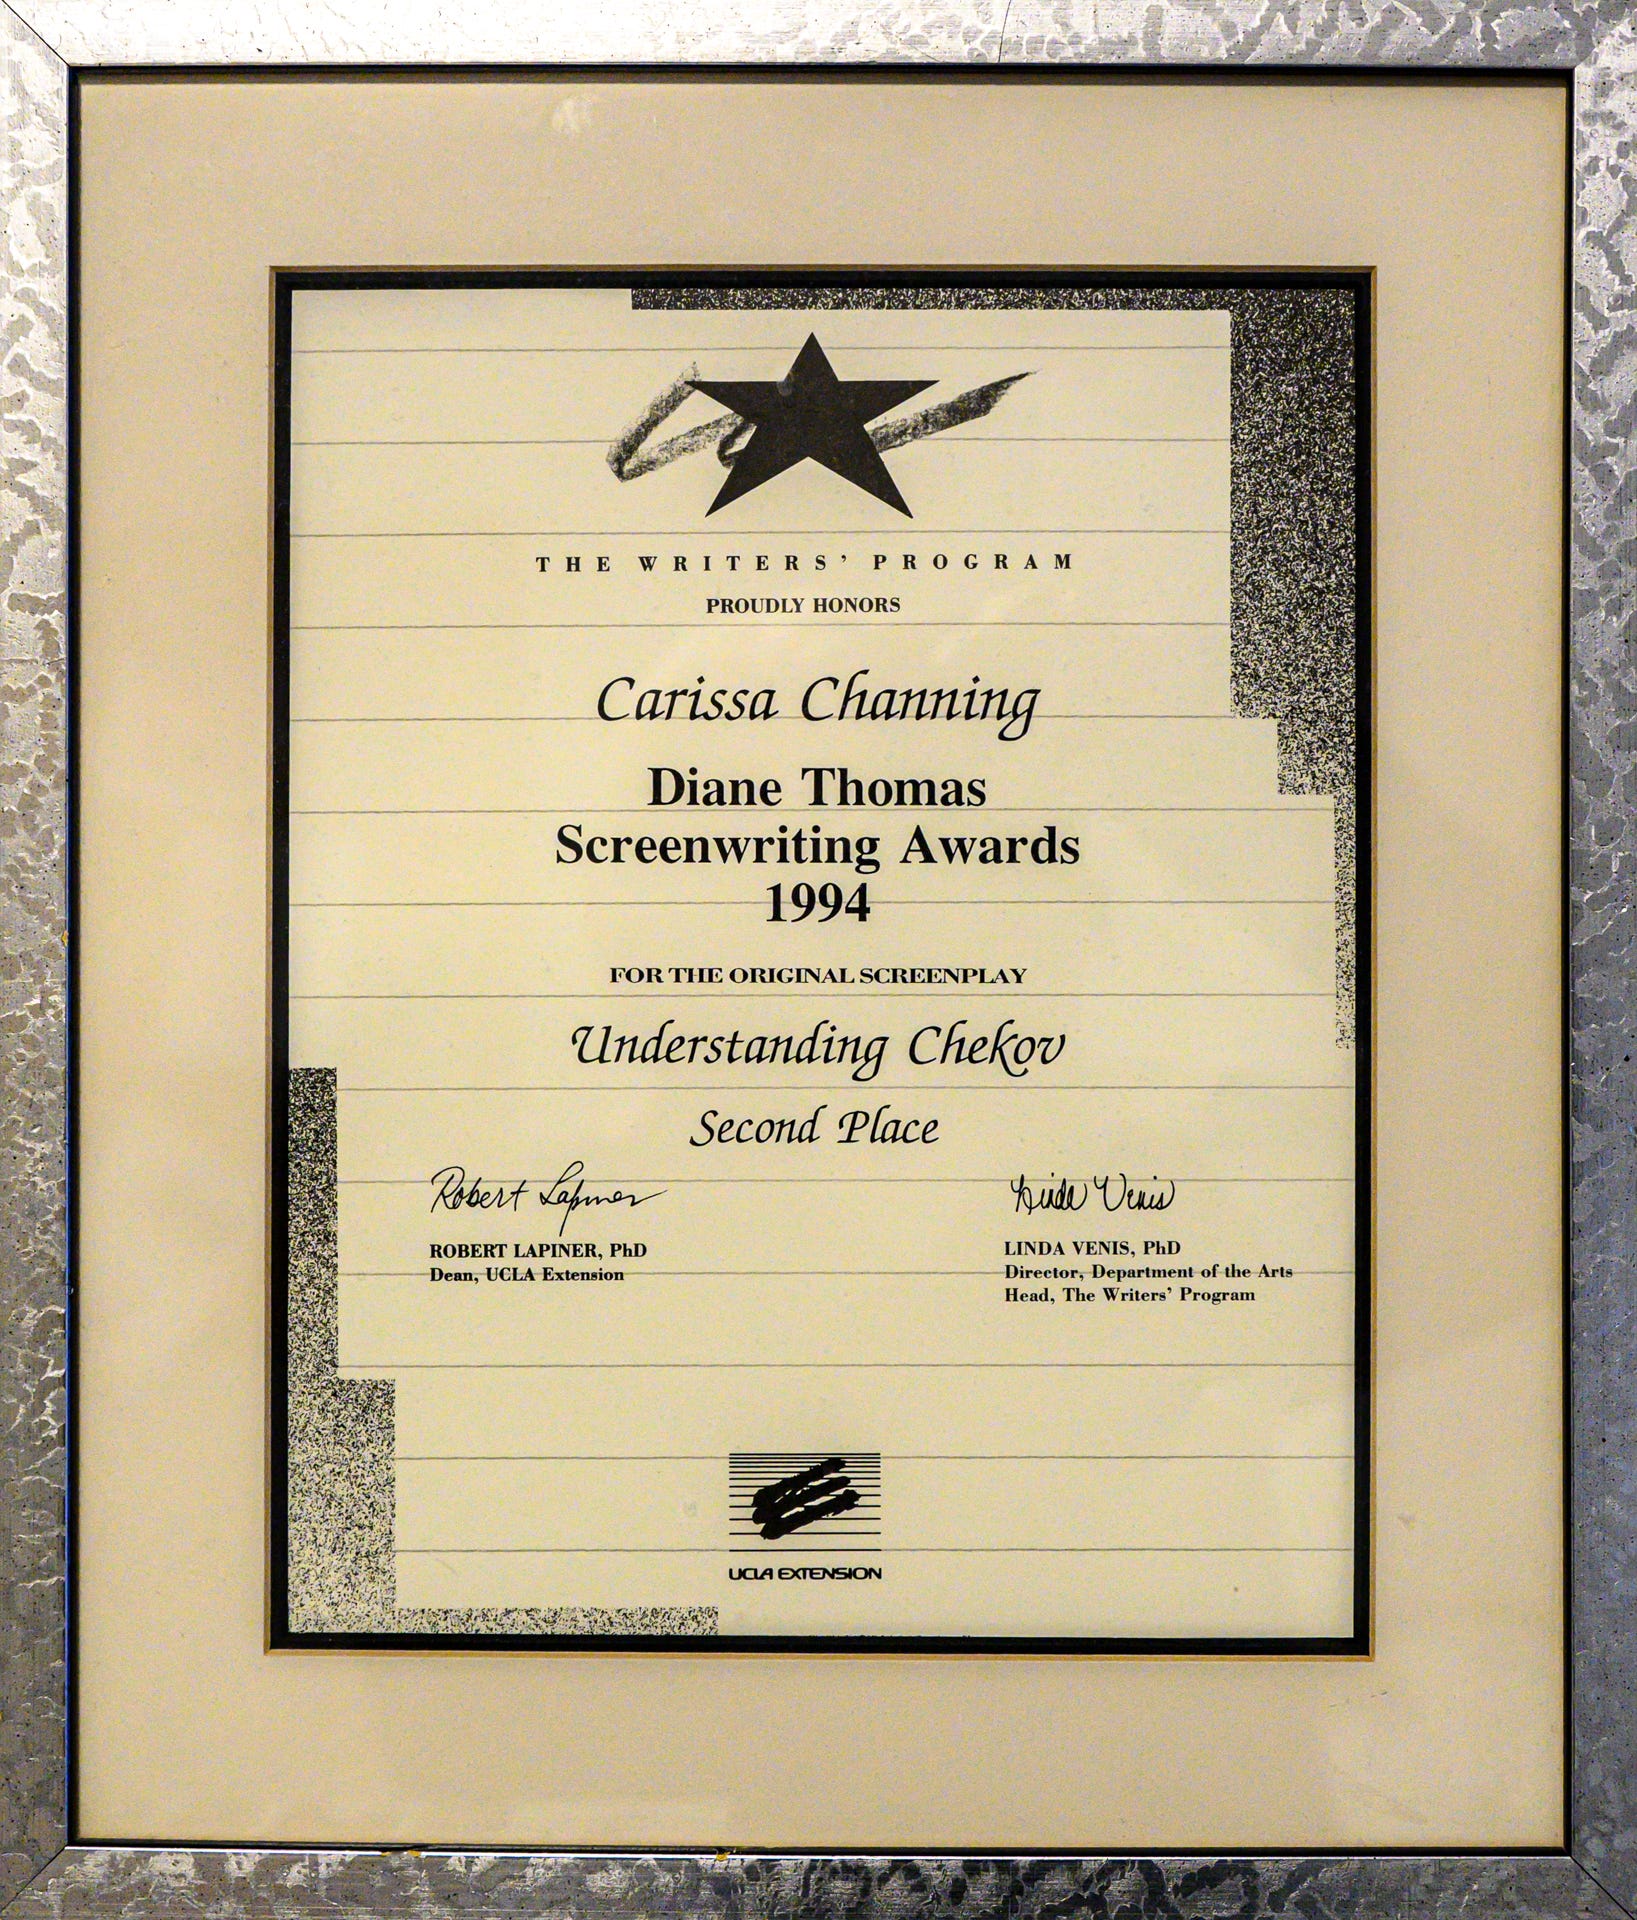 THE WRITERS' PROGRAM
PROUDLY HONORS
Carissa Channing
Diane Thomas
Screenwriting Awards
1994
FOR THE ORIGINAL SCREENPLAY
Understanding Chekov
Second Place
Robert Lapiner
ROBERT LAPINER, PhD
Dean, UCLA Extension
Linda Venis
LINDA VENIS, PhD
Director, Department of the Arts
Head, The Writers' Program
UCLA EXTENSION